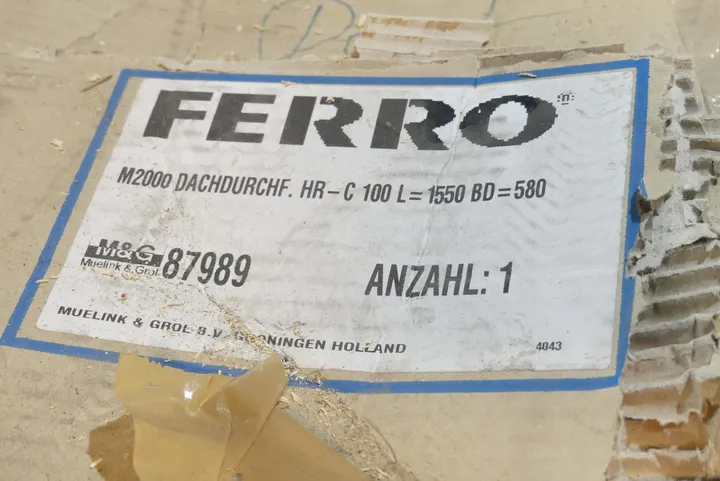 FERRO
M2000 DACHDURCHF. HR-C 100 L=1550 BD=580
M&G
Muelink & Grol
87989
ANZAHL: 1
MUELINK & GROL B.V. GRONINGEN HOLLAND
4043